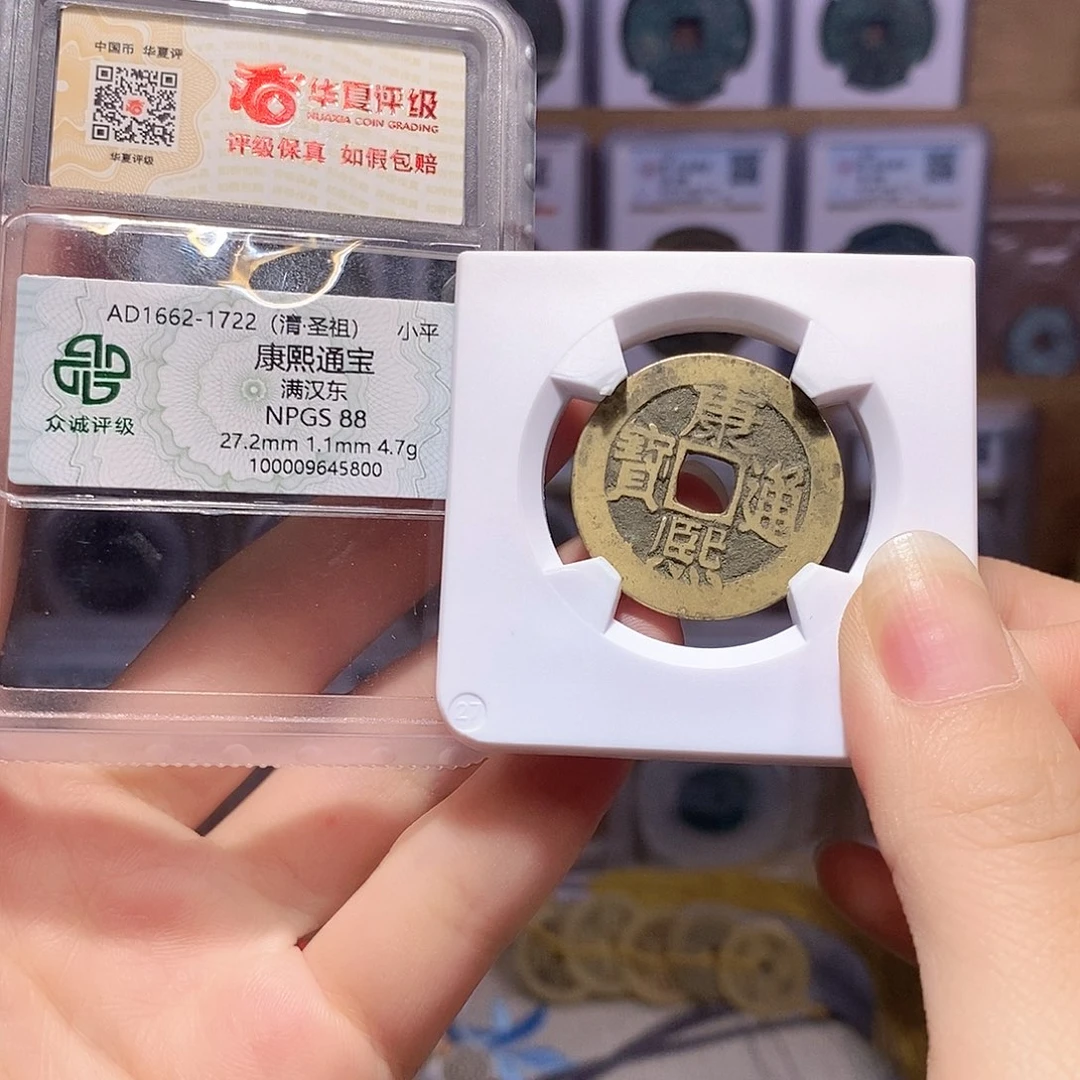 中国币 华夏评
华夏评级
华夏评级
HUAXIA COIN GRADING
评级保真 如假包赔
AD1662-1722（清·圣祖） 小平
康熙通宝
满汉东
NPGS 88
27.2mm 1.1mm 4.7g
100009645800
众诚评级
康
熙
通
寳
27